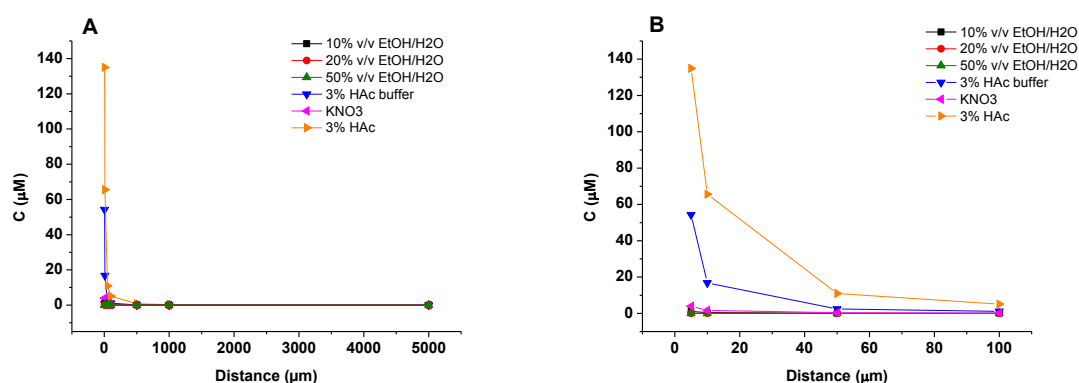 A
10% v/v EtOH/H2O
20% v/v EtOH/H2O
50% v/v EtOH/H2O
3% HAc buffer
KNO3
3% HAc
140
120
100
80
60
40
20
0
C (µM)
0 1000 2000 3000 4000 5000
Distance (µm)
B
10% v/v EtOH/H2O
20% v/v EtOH/H2O
50% v/v EtOH/H2O
3% HAc buffer
KNO3
3% HAc
140
120
100
80
60
40
20
0
C (µM)
0 20 40 60 80 100
Distance (µm)